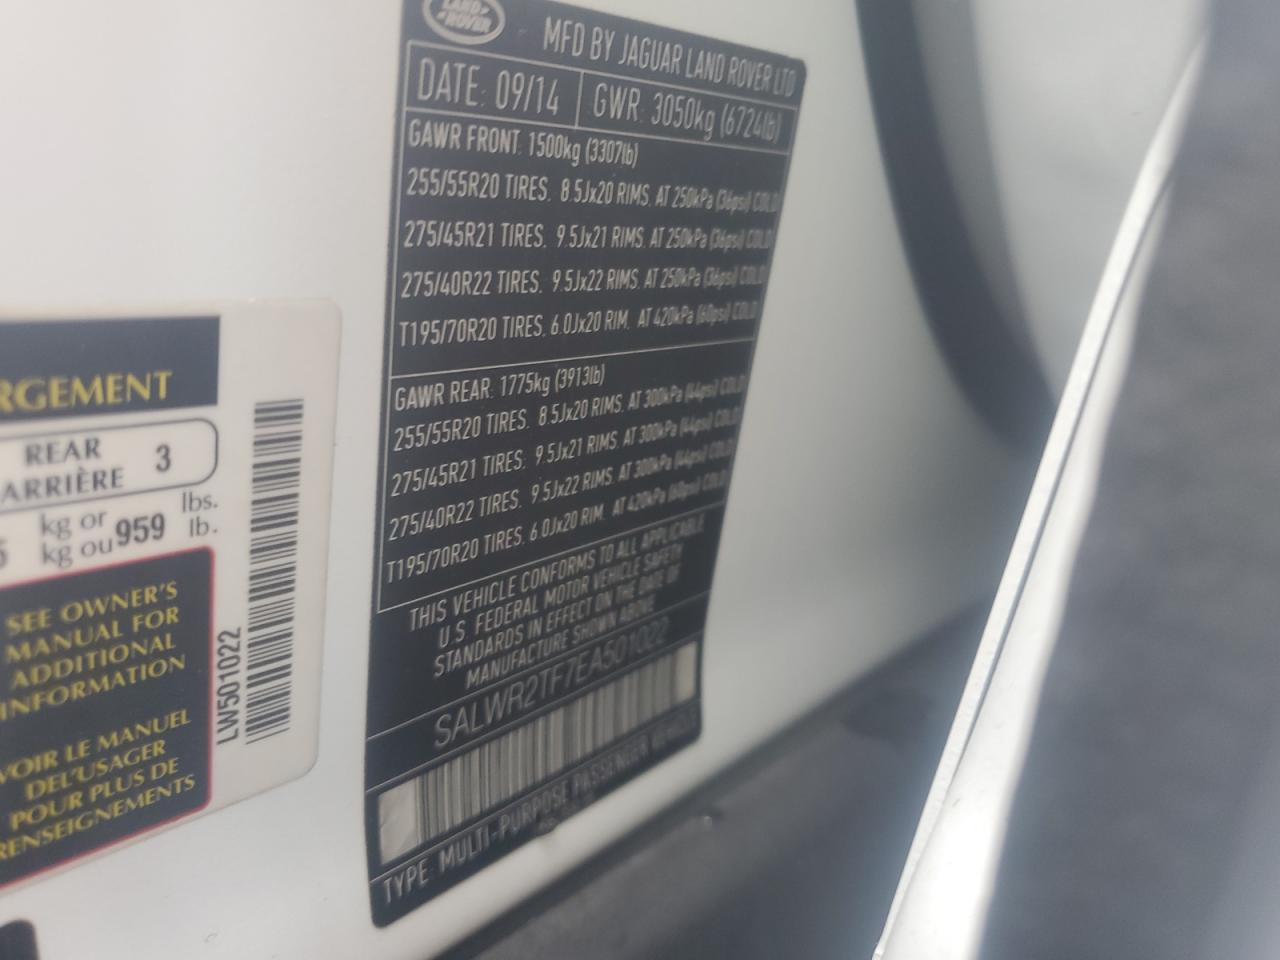 LAND-
-ROVER
MFD BY JAGUAR LAND ROVER LTD
DATE: 09/14 GWR: 3050kg (6724lb)
GAWR FRONT: 1500kg (3307lb)
255/55R20 TIRES. 8.5Jx20 RIMS. AT 250kPa (36psi) COLD
275/45R21 TIRES. 9.5Jx21 RIMS. AT 250kPa (36psi) COLD
275/40R22 TIRES. 9.5Jx22 RIMS. AT 250kPa (36psi) COLD
T195/70R20 TIRES. 6.0Jx20 RIM. AT 420kPa (60psi) COLD
GAWR REAR: 1775kg (3913lb)
255/55R20 TIRES. 8.5Jx20 RIMS. AT 300kPa (44psi) COLD
275/45R21 TIRES. 9.5Jx21 RIMS. AT 300kPa (44psi) COLD
275/40R22 TIRES. 9.5Jx22 RIMS. AT 300kPa (44psi) COLD
T195/70R20 TIRES. 6.0Jx20 RIM. AT 420kPa (60psi) COLD
THIS VEHICLE CONFORMS TO ALL APPLICABLE
U.S. FEDERAL MOTOR VEHICLE SAFETY
STANDARDS IN EFFECT ON THE DATE OF
MANUFACTURE SHOWN ABOVE
SALWR2TF7EA501022
TYPE: MULTI-PURPOSE PASSENGER VEHICLE
RGEMENT
REAR 3
ARRIÈRE
kg or 959 lbs.
kg ou lb.
SEE OWNER'S
MANUAL FOR
ADDITIONAL
INFORMATION
VOIR LE MANUEL
DEL'USAGER
POUR PLUS DE
RENSEIGNEMENTS
LW501022